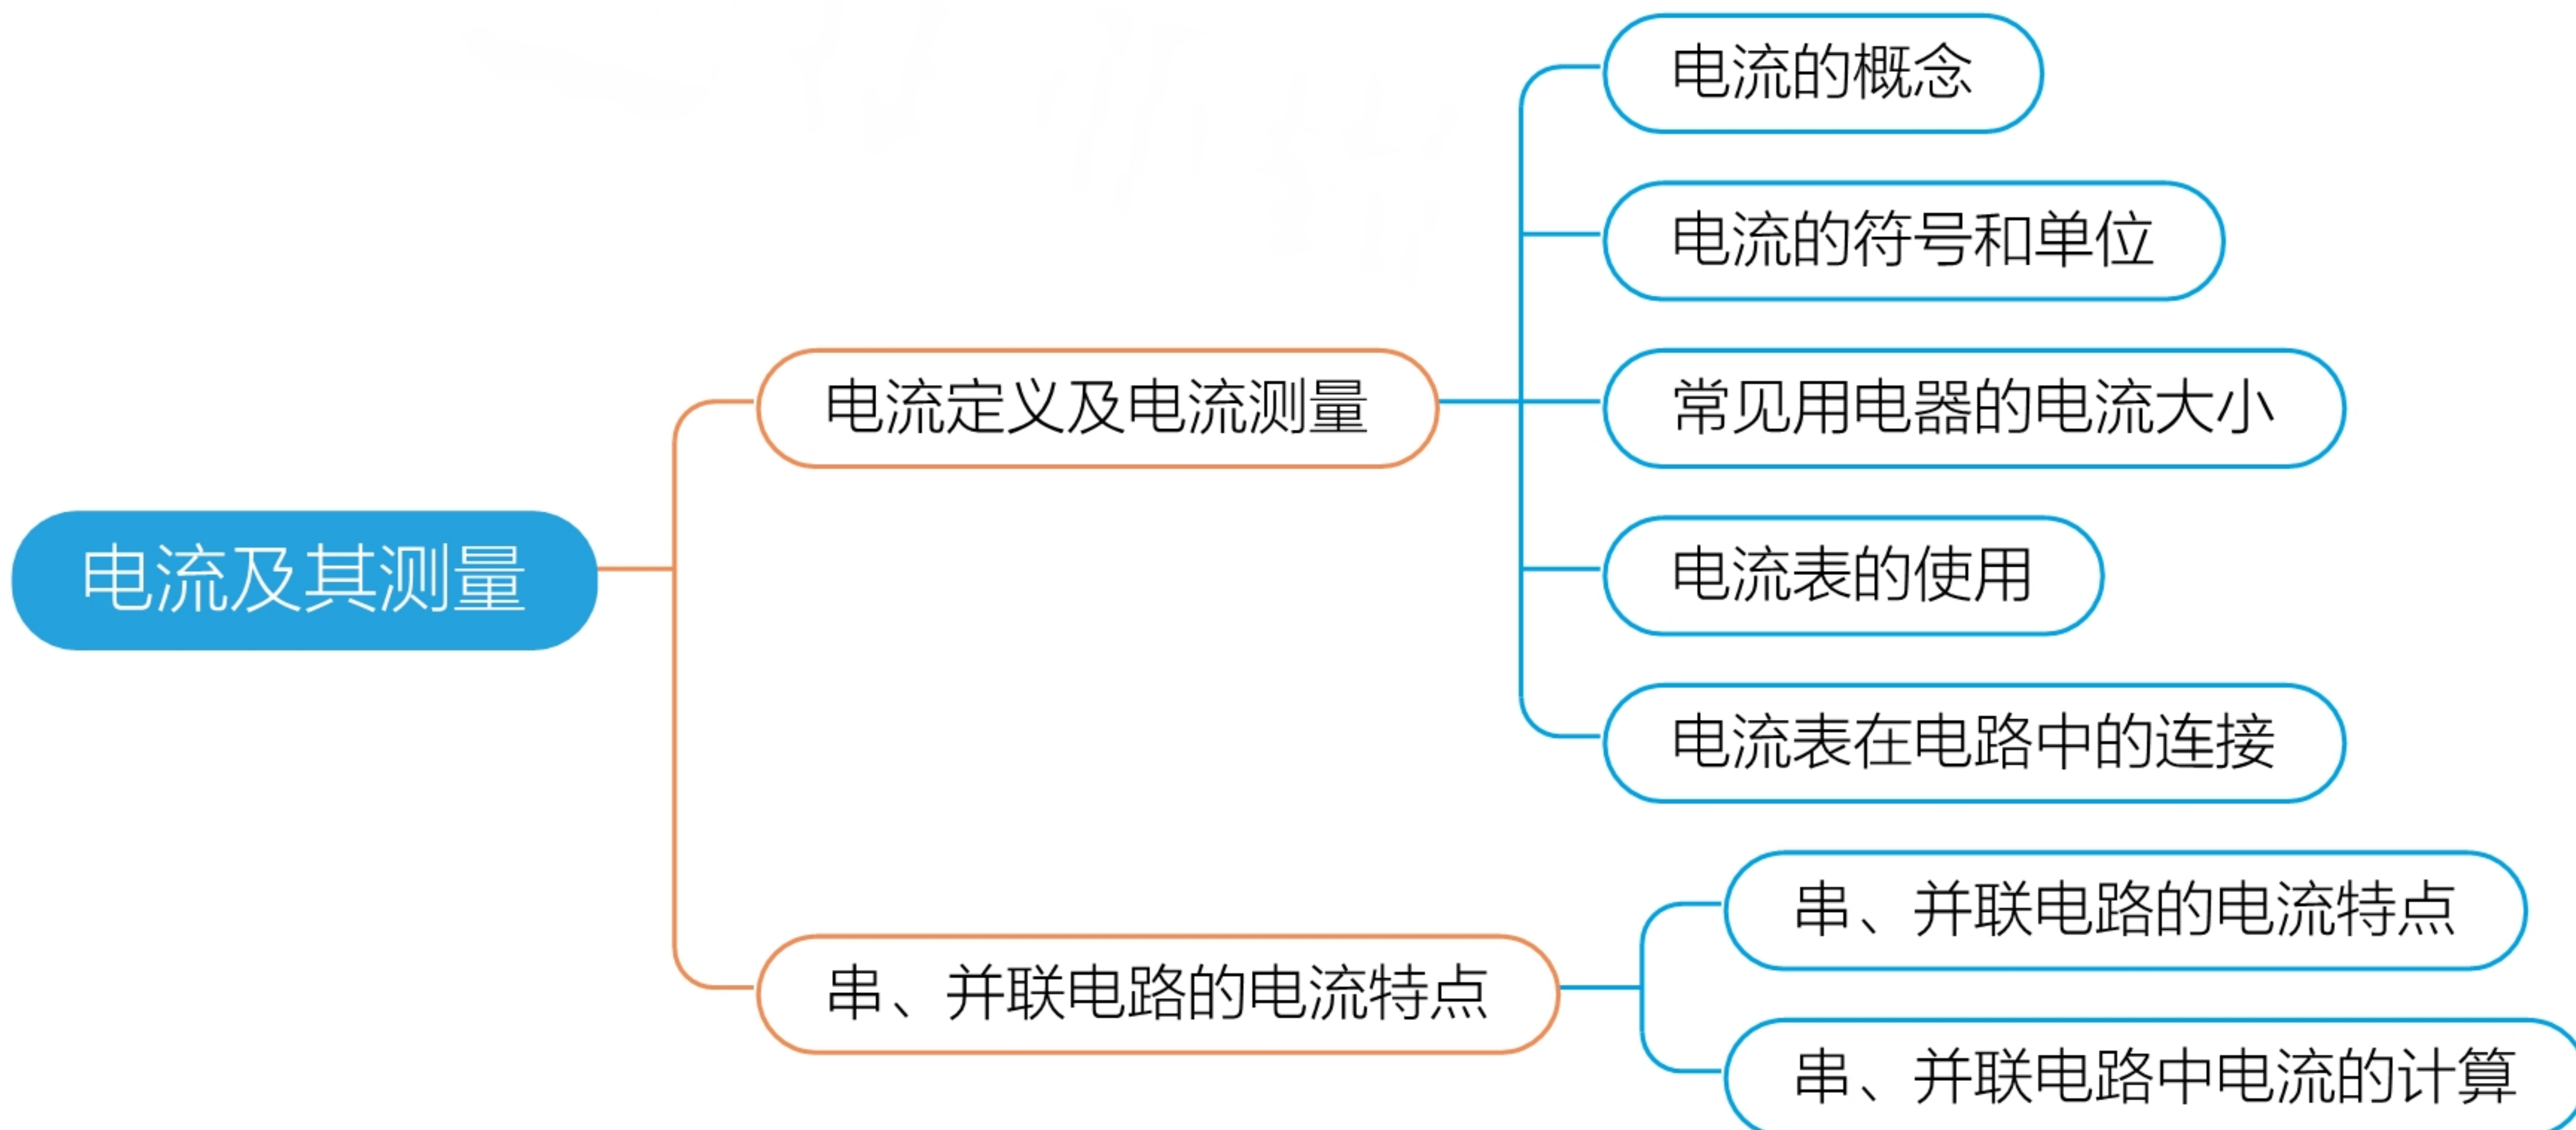 电流及其测量
电流定义及电流测量
电流的概念
电流的符号和单位
常见用电器的电流大小
电流表的使用
电流表在电路中的连接
串、并联电路的电流特点
串、并联电路的电流特点
串、并联电路中电流的计算